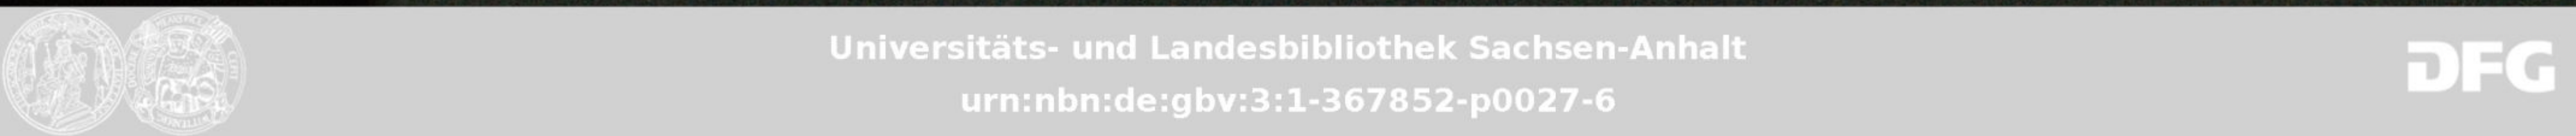 Universitäts- und Landesbibliothek Sachsen-Anhalt
urn:nbn:de:gbv:3:1-367852-p0027-6
DFG